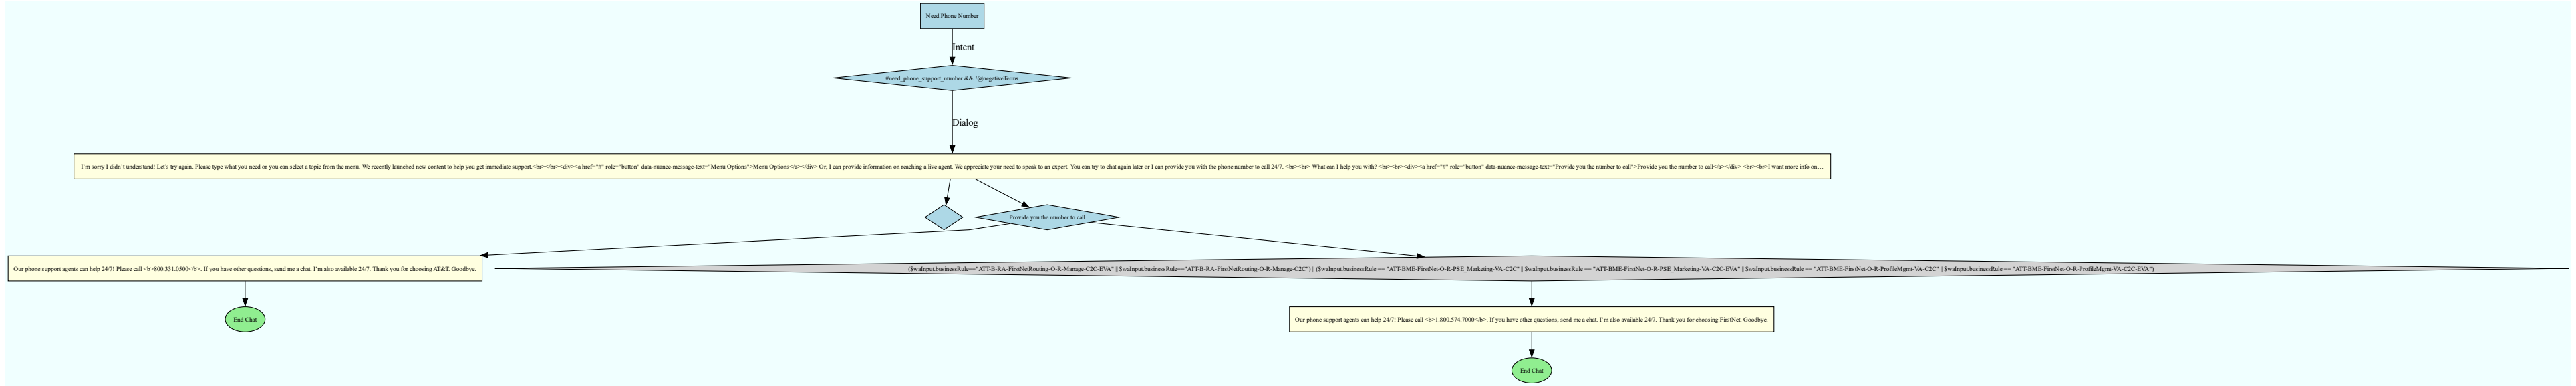 Need Phone Number
Intent
#need_phone_support_number && !@negativeTerms
Dialog
I'm sorry I didn't understand! Let's try again. Please type what you need or you can select a topic from the menu. We recently launched new content to help you get immediate support.<br></br><div><a href="#" role="button" data-nuance-message-text="Menu Options">Menu Options</a></div> Or, I can provide information on reaching a live agent. We appreciate your need to speak to an expert. You can try to chat again later or I can provide you with the phone number to call 24/7. <br><br> What can I help you with? <br><br><div><a href="#" role="button" data-nuance-message-text="Provide you the number to call">Provide you the number to call</a></div> <br><br>I want more info on…
Provide you the number to call
Our phone support agents can help 24/7! Please call <b>800.331.0500</b>. If you have other questions, send me a chat. I'm also available 24/7. Thank you for choosing AT&T. Goodbye.
($waInput.businessRule=="ATT-B-RA-FirstNetRouting-O-R-Manage-C2C-EVA" || $waInput.businessRule=="ATT-B-RA-FirstNetRouting-O-R-Manage-C2C") || ($waInput.businessRule == "ATT-BME-FirstNet-O-R-PSE_Marketing-VA-C2C" || $waInput.businessRule == "ATT-BME-FirstNet-O-R-PSE_Marketing-VA-C2C-EVA" || $waInput.businessRule == "ATT-BME-FirstNet-O-R-ProfileMgmt-VA-C2C" || $waInput.businessRule == "ATT-BME-FirstNet-O-R-ProfileMgmt-VA-C2C-EVA")
End Chat
Our phone support agents can help 24/7! Please call <b>1.800.574.7000</b>. If you have other questions, send me a chat. I'm also available 24/7. Thank you for choosing FirstNet. Goodbye.
End Chat